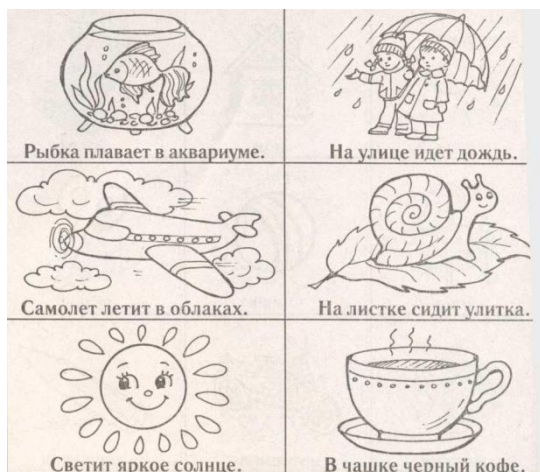 Рыбка плавает в аквариуме.
На улице идет дождь.
Самолет летит в облаках.
На листке сидит улитка.
Светит яркое солнце.
В чашке черный кофе.